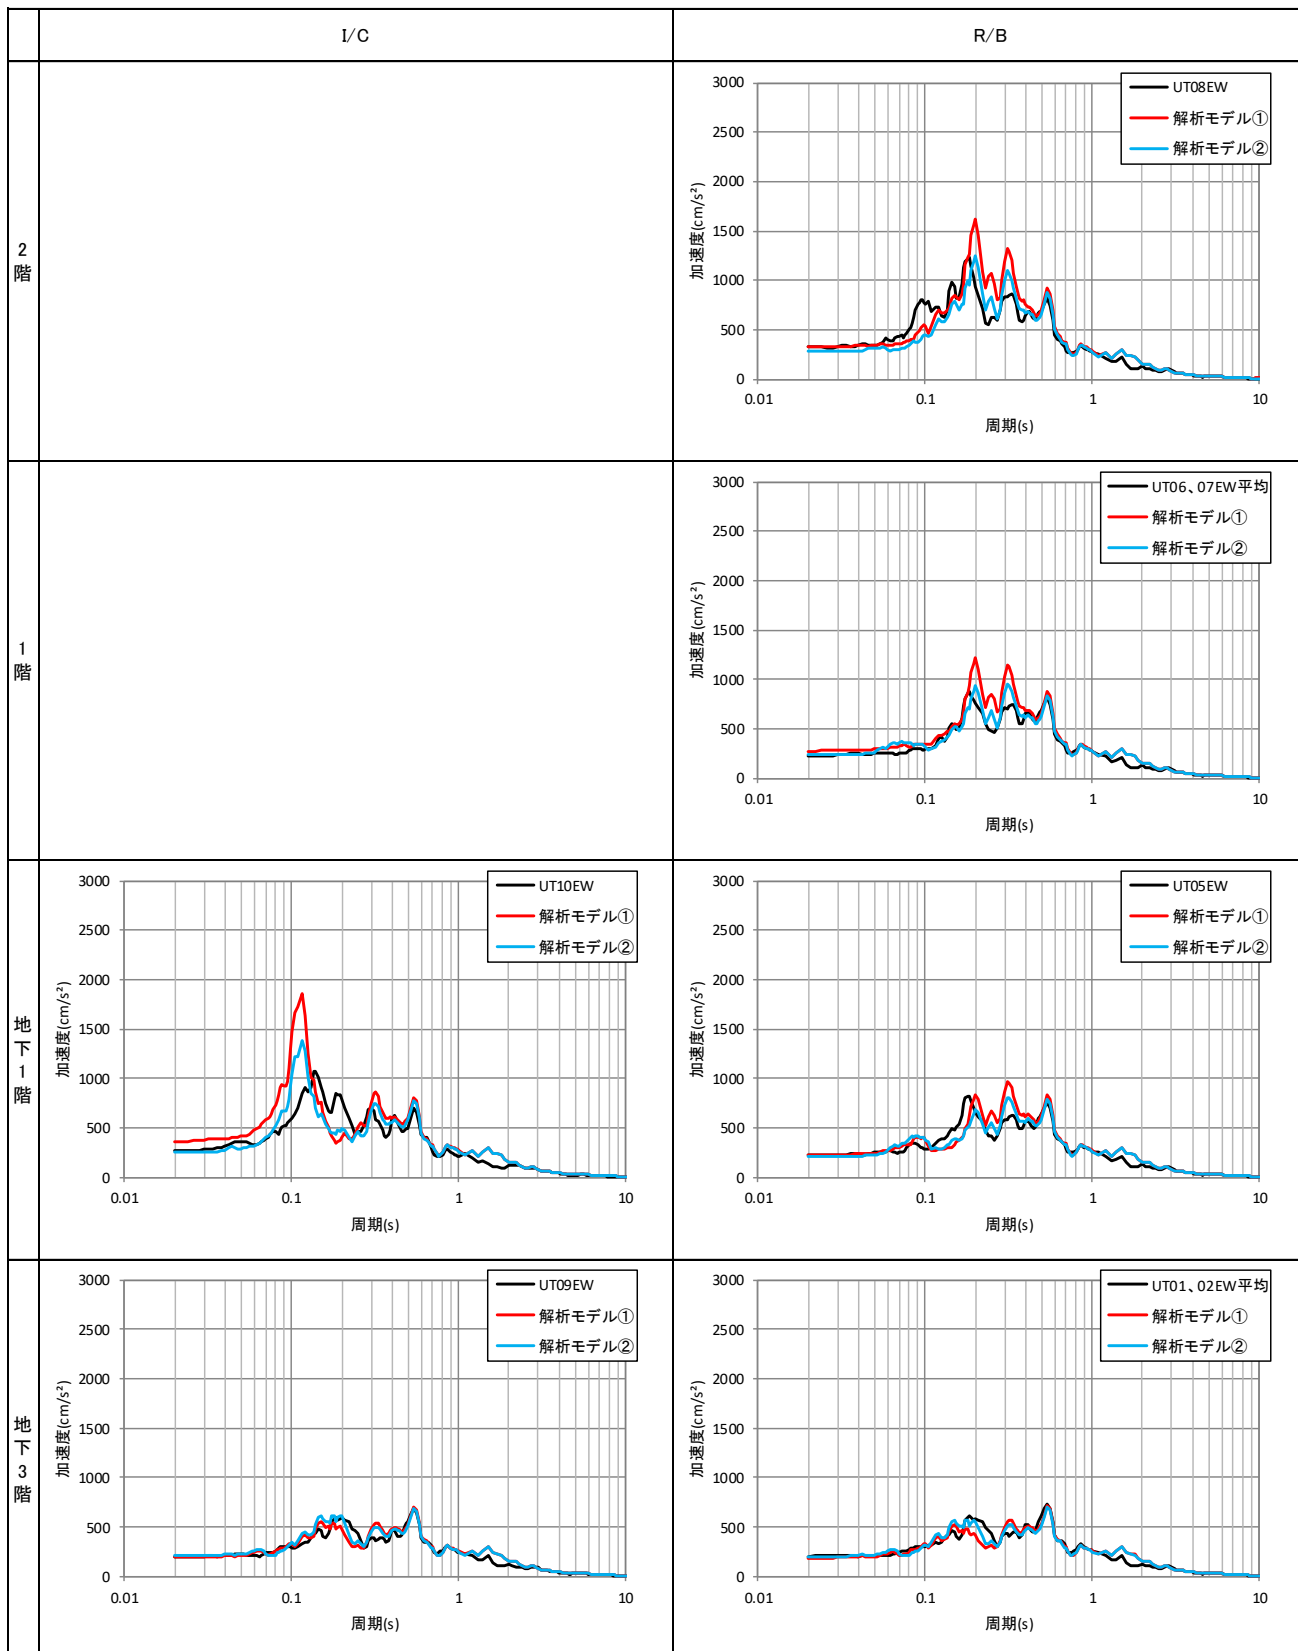 I/C
R/B
2階
3000
2500
2000
1500
1000
500
0
加速度(cm/s²)
0.01
0.1
1
10
周期(s)
UT08EW
解析モデル①
解析モデル②
1階
3000
2500
2000
1500
1000
500
0
加速度(cm/s²)
0.01
0.1
1
10
周期(s)
UT06、07EW平均
解析モデル①
解析モデル②
地下1階
3000
2500
2000
1500
1000
500
0
加速度(cm/s²)
0.01
0.1
1
10
周期(s)
UT10EW
解析モデル①
解析モデル②
3000
2500
2000
1500
1000
500
0
加速度(cm/s²)
0.01
0.1
1
10
周期(s)
UT05EW
解析モデル①
解析モデル②
地下3階
3000
2500
2000
1500
1000
500
0
加速度(cm/s²)
0.01
0.1
1
10
周期(s)
UT09EW
解析モデル①
解析モデル②
3000
2500
2000
1500
1000
500
0
加速度(cm/s²)
0.01
0.1
1
10
周期(s)
UT01、02EW平均
解析モデル①
解析モデル②